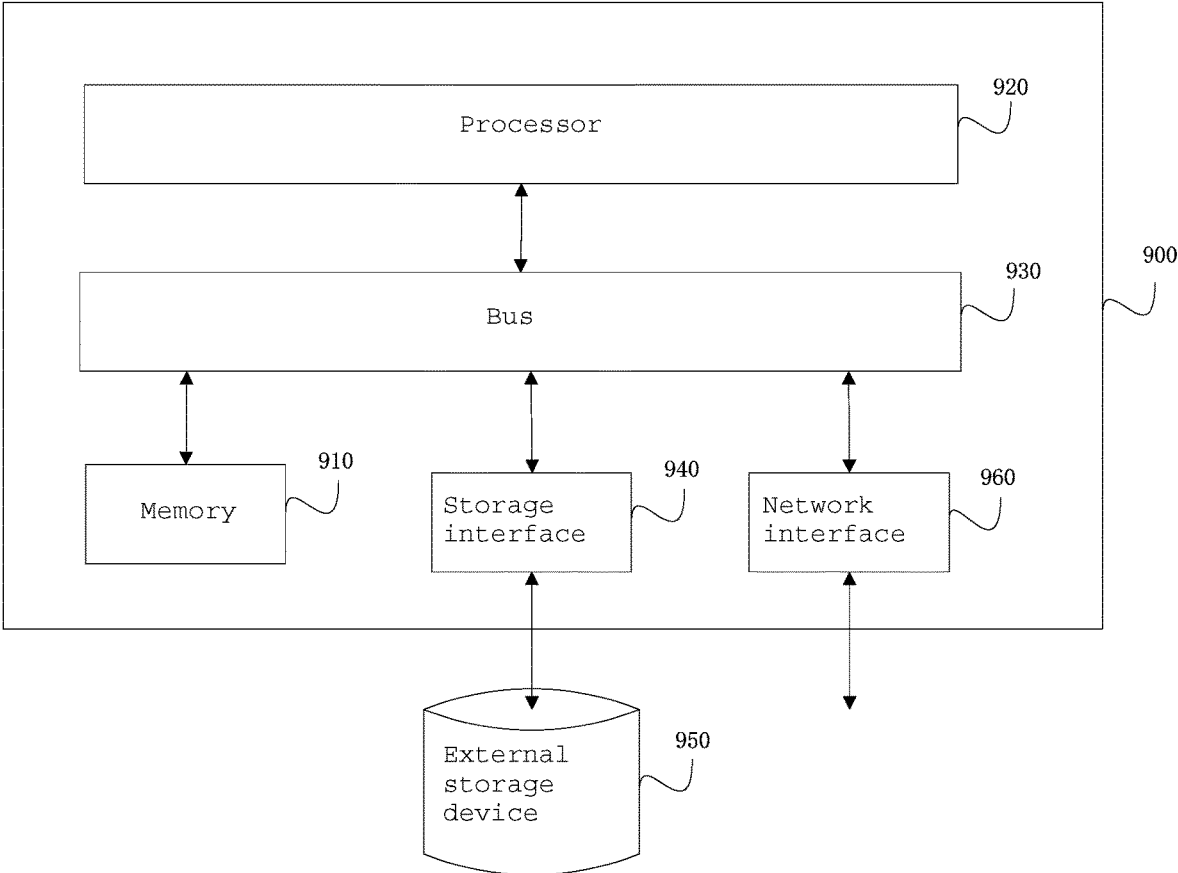 920
Processor
930
900
Bus
910
Memory
940
Storage
interface
960
Network
interface
950
External
storage
device